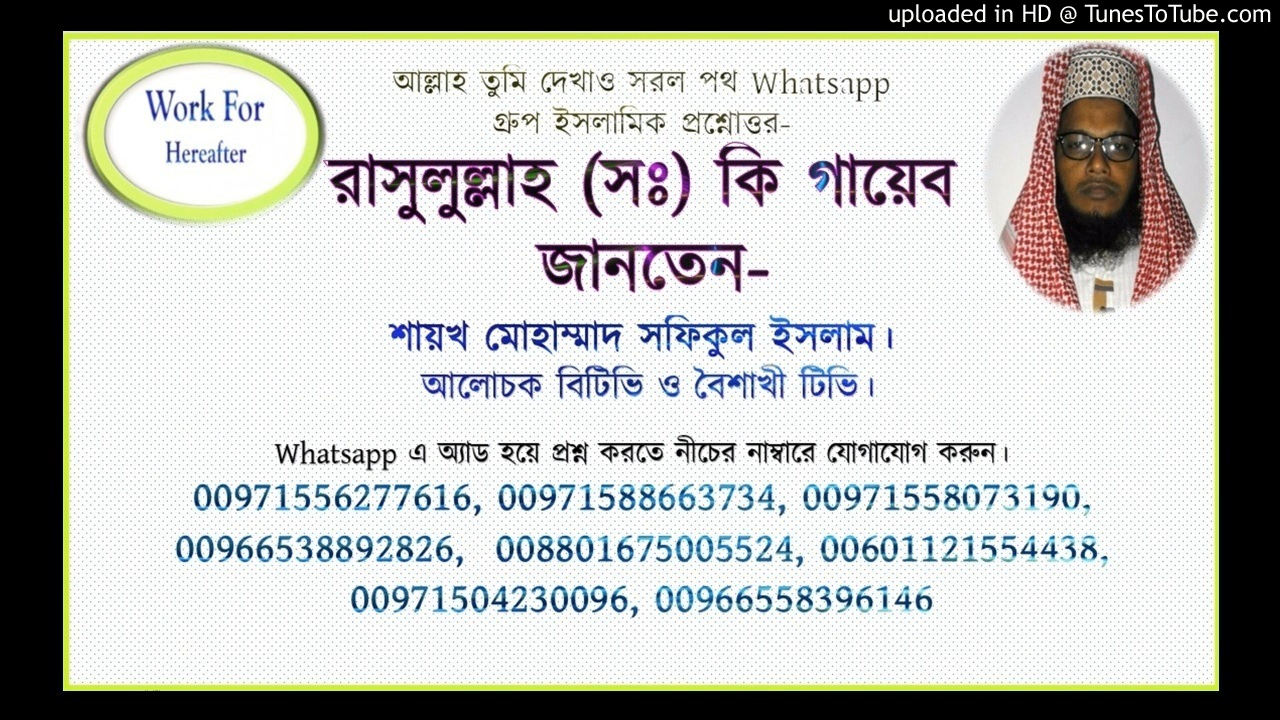 uploaded in HD @ TunesToTube.com
Work For
Hereafter
আল্লাহ তুমি দেখাও সরল পথ Whatsapp
গ্রুপ ইসলামিক প্রশ্নোত্তর-
রাসুলুল্লাহ (সঃ) কি গায়েব
জানতেন-
শায়খ মোহাম্মাদ সফিকুল ইসলাম।
আলোচক বিটিভি ও বৈশাখী টিভি।
Whatsapp এ অ্যাড হয়ে প্রশ্ন করতে নীচের নাম্বারে যোগাযোগ করুন।
00971556277616, 00971588663734, 00971558073190,
00966538892826, 008801675005524, 00601121554438,
00971504230096, 00966558396146